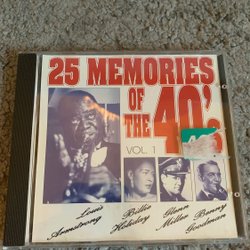 25 MEMORIES
OF
THE 40's
VOL. 1
Louis
Armstrong
Billie
Holiday
Glenn
Miller
Benny
Goodman